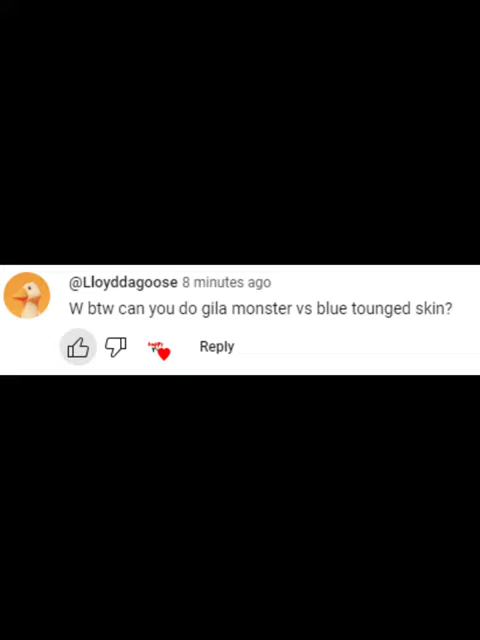 @Lloyddagoose 8 minutes ago
W btw can you do gila monster vs blue tounged skin?
Reply